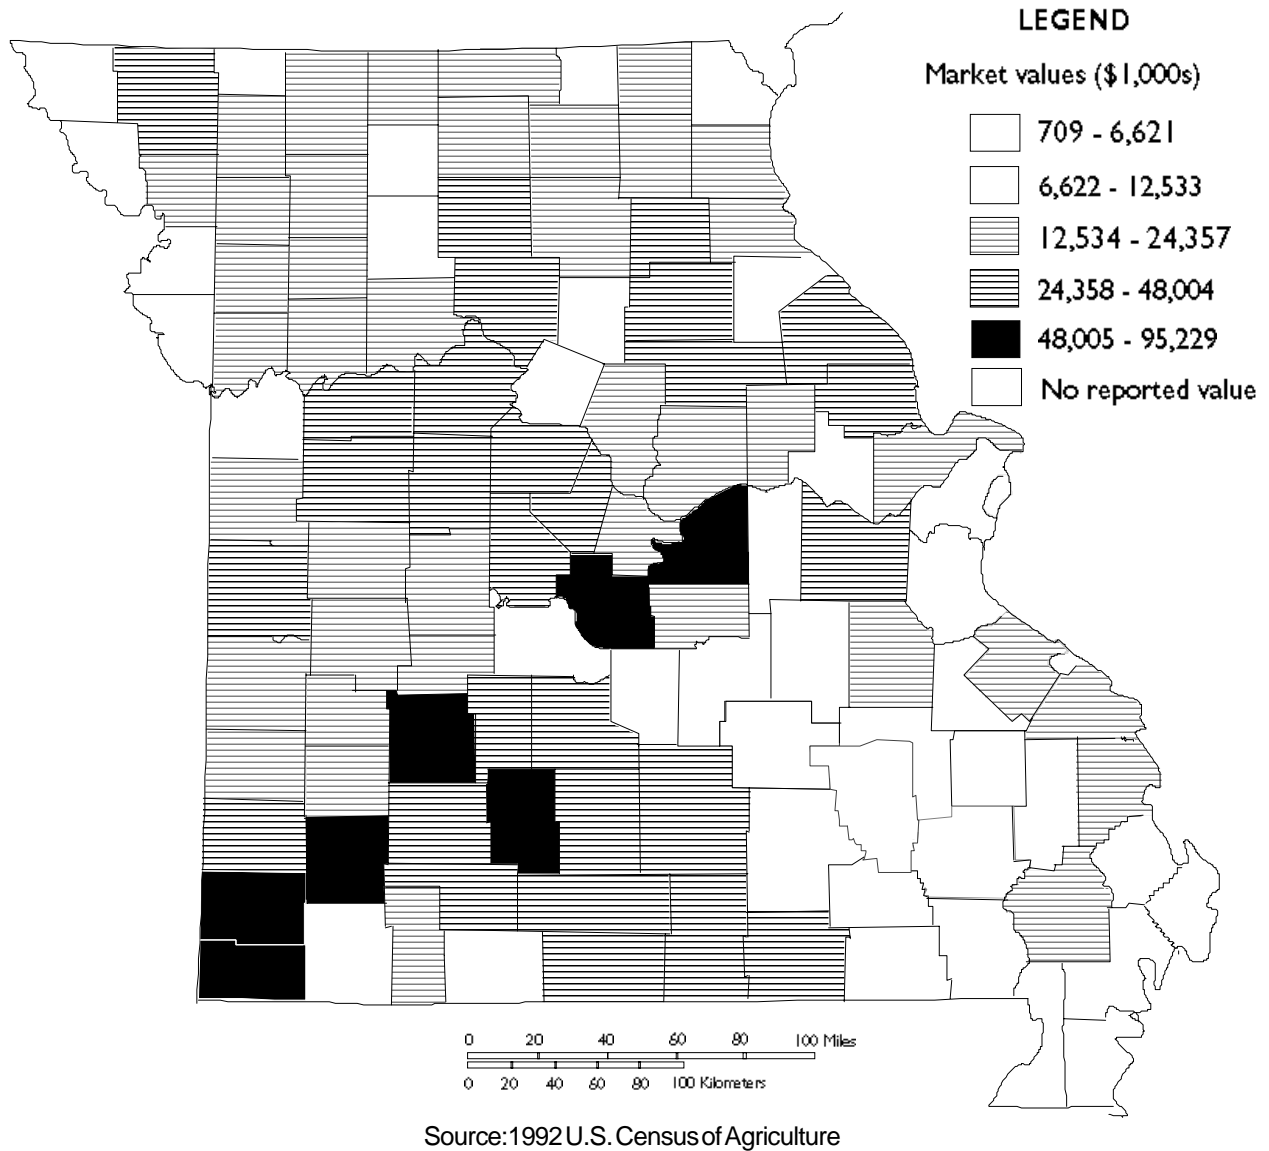 LEGEND
Market values ($1,000s)
709 - 6,621
6,622 - 12,533
12,534 - 24,357
24,358 - 48,004
48,005 - 95,229
No reported value
0 20 40 60 80 100 Miles
0 20 40 60 80 100 Kilometers
Source: 1992 U.S. Census of Agriculture